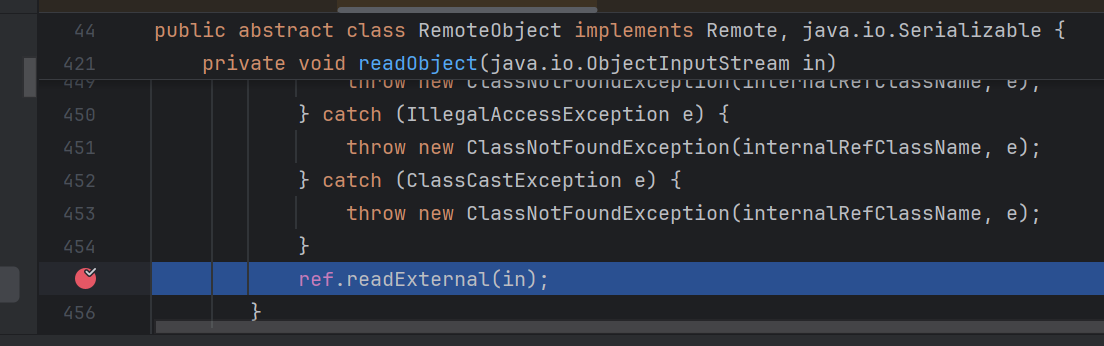 44 public abstract class RemoteObject implements Remote, java.io.Serializable {
421 private void readObject(java.io.ObjectInputStream in)
449 throw new ClassNotFoundException(internalRefClassName, e);
450 } catch (IllegalAccessException e) {
451 throw new ClassNotFoundException(internalRefClassName, e);
452 } catch (ClassCastException e) {
453 throw new ClassNotFoundException(internalRefClassName, e);
454 }
ref.readExternal(in);
456 }